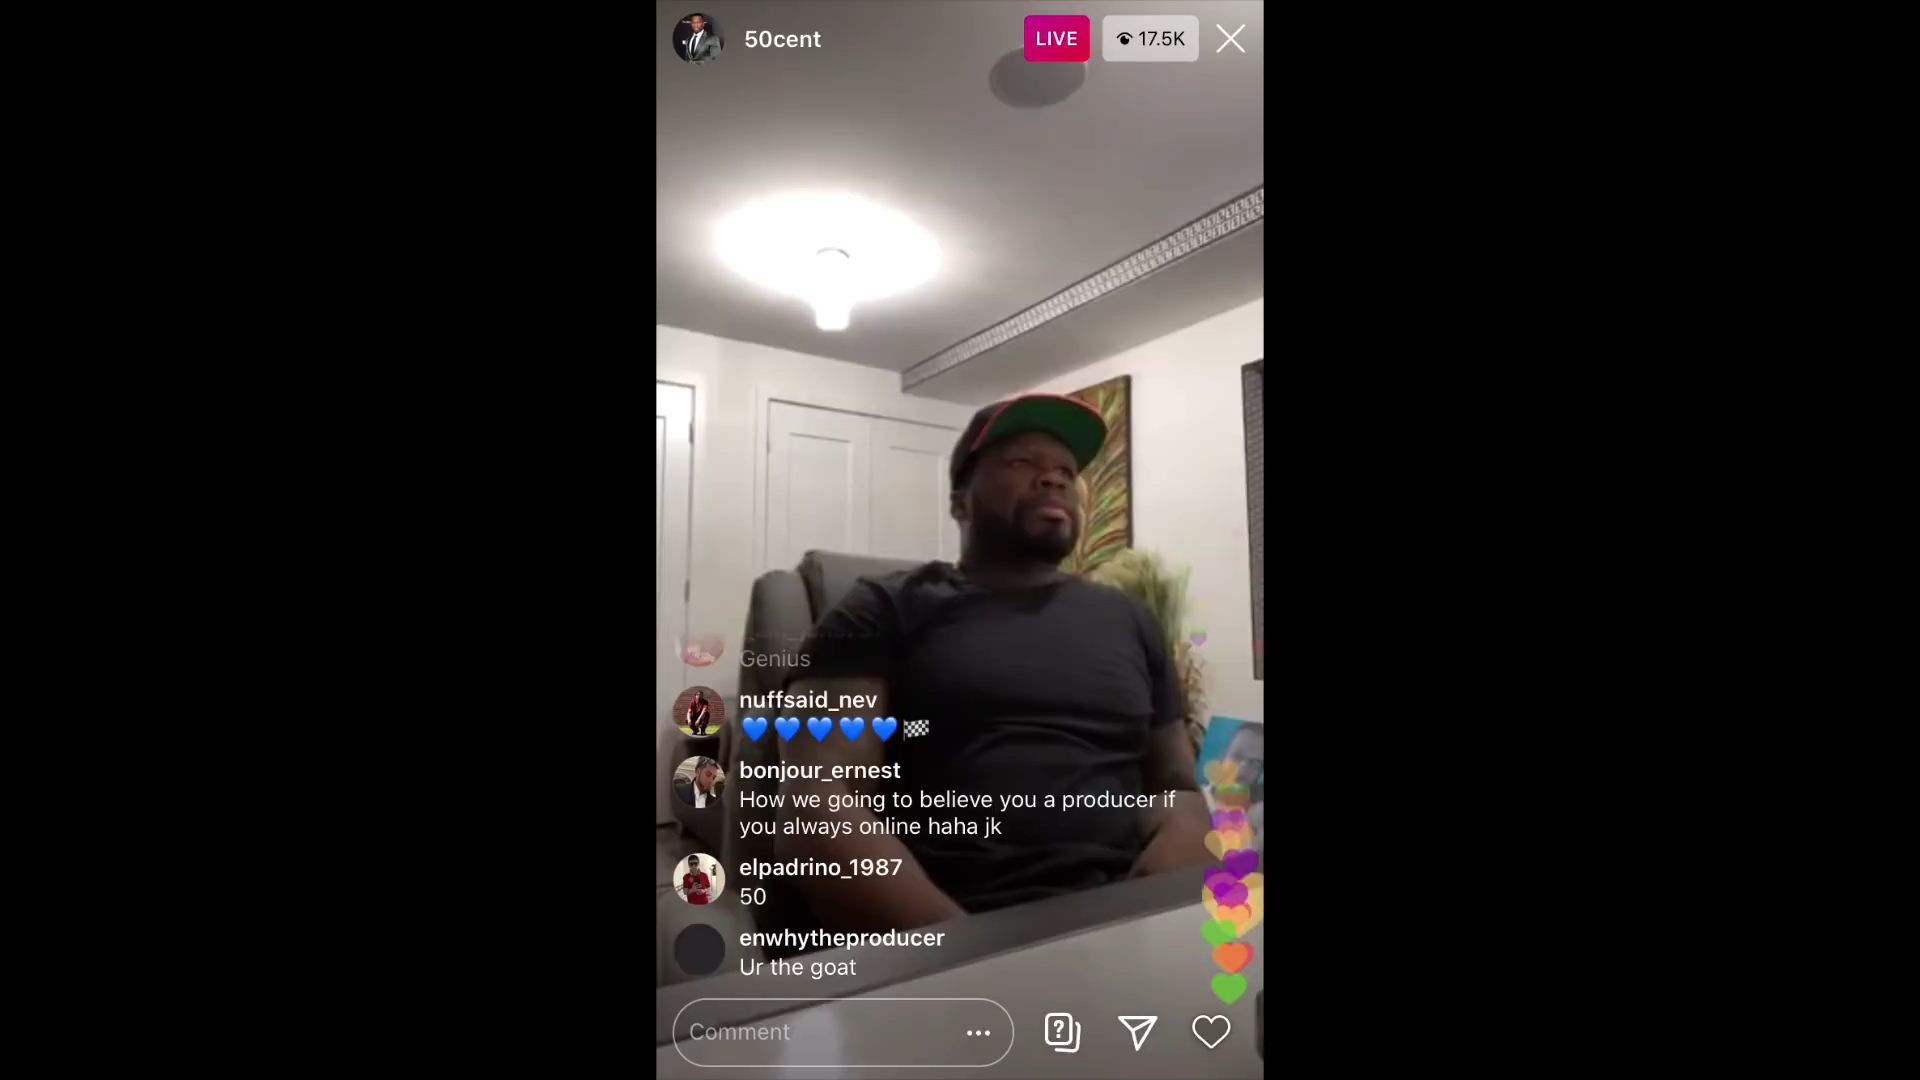 50cent
LIVE
17.5K
Genius
nuffsaid_nev
💙💙💙💙💙🏁
bonjour_ernest
How we going to believe you a producer if
you always online haha jk
elpadrino_1987
50
enwhytheproducer
Ur the goat
Comment
?